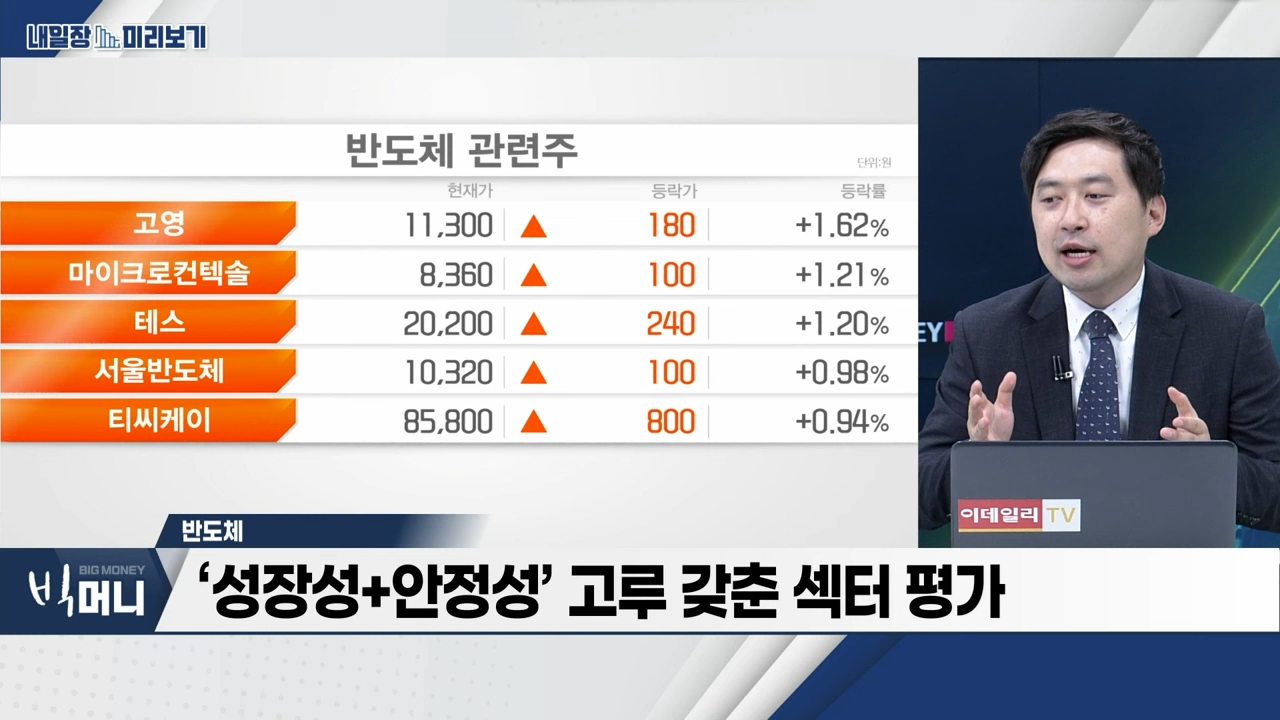 내일장 미리보기
반도체 관련주
단위:원
현재가 등락가 등락률
고영 11,300 ▲ 180 +1.62%
마이크로컨텍솔 8,360 ▲ 100 +1.21%
테스 20,200 ▲ 240 +1.20%
서울반도체 10,320 ▲ 100 +0.98%
티씨케이 85,800 ▲ 800 +0.94%
EY
이데일리 TV
반도체
BIG MONEY
빅머니
‘성장성+안정성’ 고루 갖춘 섹터 평가